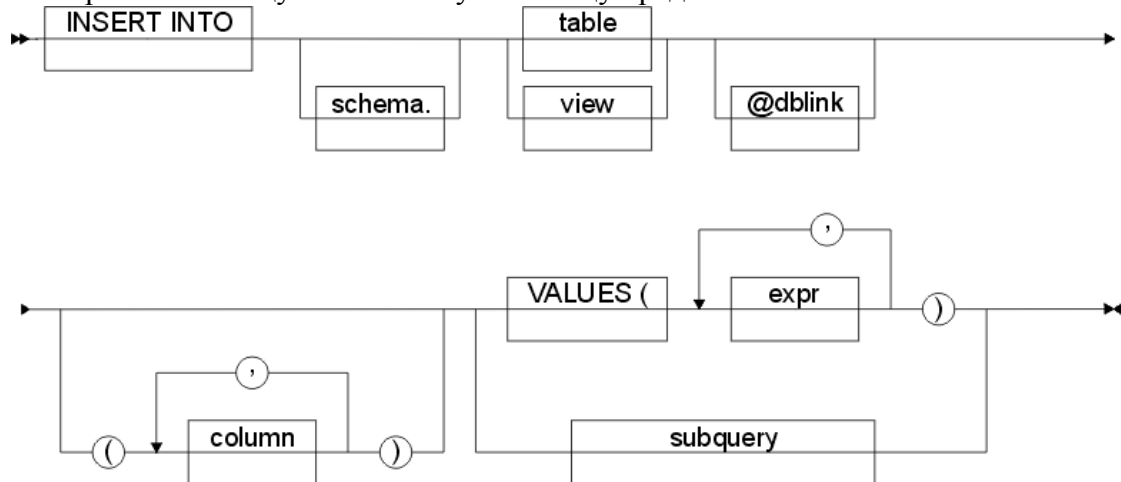 INSERT INTO table
schema. view @dblink
,
VALUES ( expr )
,
( column ) subquery